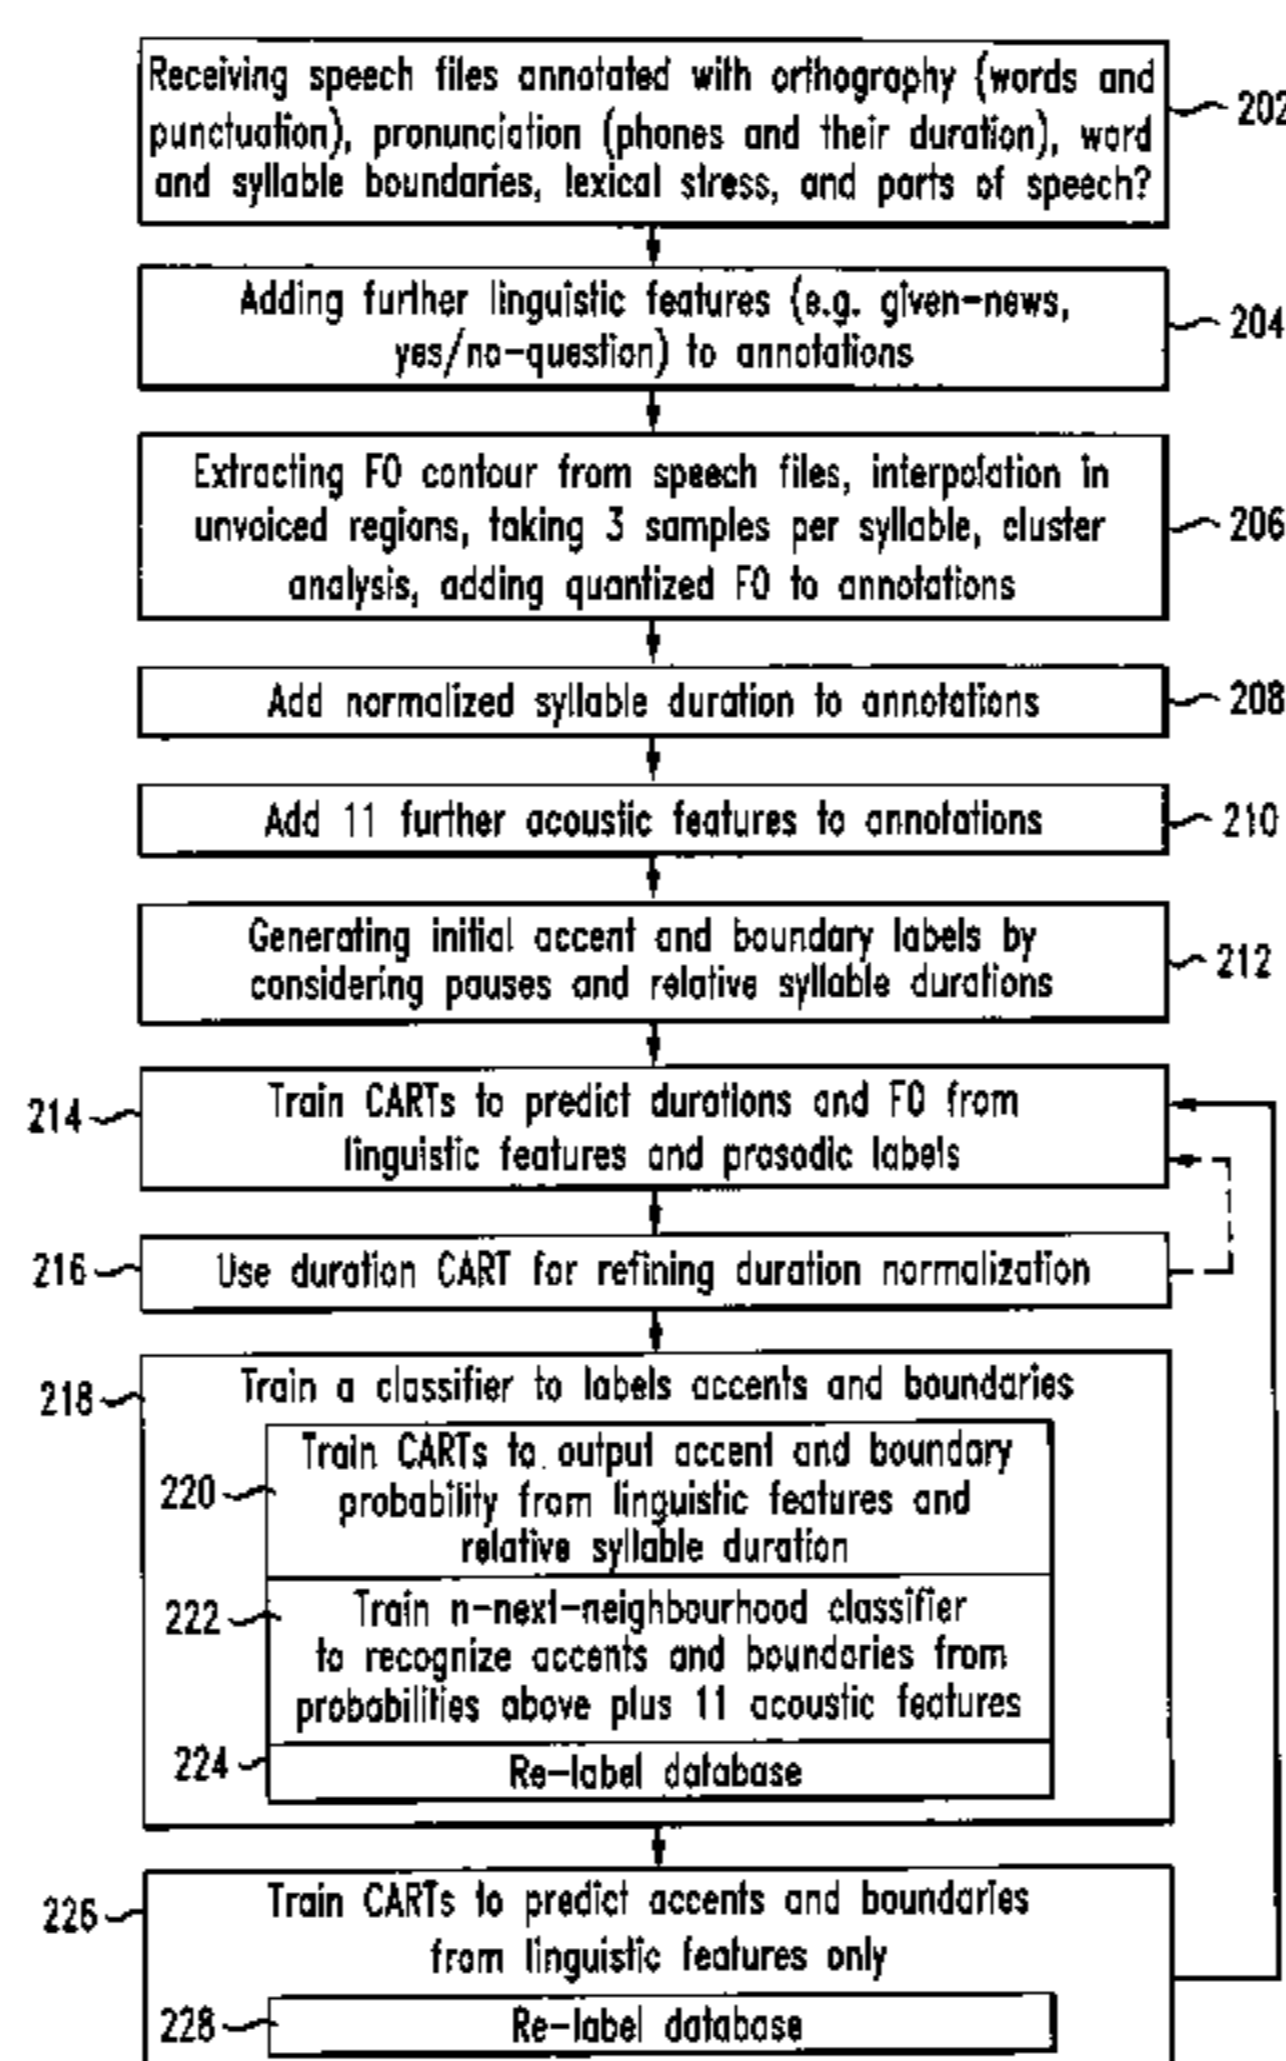 Receiving speech files annotated with orthography (words and
punctuation), pronunciation (phones and their duration), word
and syllable boundaries, lexical stress, and parts of speech?
202
Adding further linguistic features (e.g. given-news,
yes/no-question) to annotations
204
Extracting F0 contour from speech files, interpolation in
unvoiced regions, taking 3 samples per syllable, cluster
analysis, adding quantized F0 to annotations
206
Add normalized syllable duration to annotations
208
Add 11 further acoustic features to annotations
210
Generating initial accent and boundary labels by
considering pauses and relative syllable durations
212
214
Train CARTs to predict durations and F0 from
linguistic features and prosodic labels
216
Use duration CART for refining duration normalization
218
Train a classifier to labels accents and boundaries
220
Train CARTs to output accent and boundary
probability from linguistic features and
relative syllable duration
222
Train n-next-neighbourhood classifier
to recognize accents and boundaries from
probabilities above plus 11 acoustic features
224
Re-label database
226
Train CARTs to predict accents and boundaries
from linguistic features only
228
Re-label database